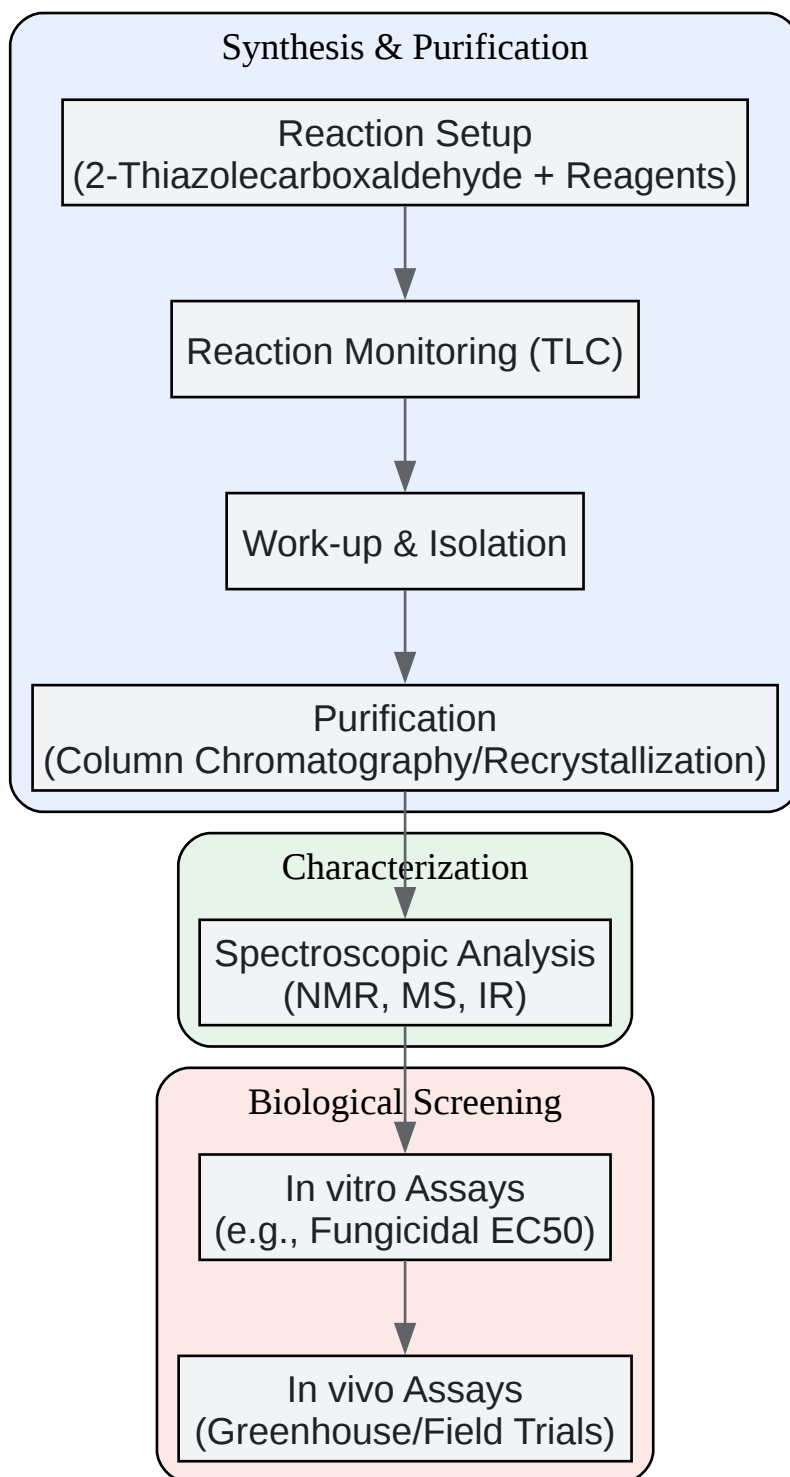 Synthesis & Purification
Reaction Setup
(2-Thiazolecarboxaldehyde + Reagents)
Reaction Monitoring (TLC)
Work-up & Isolation
Purification
(Column Chromatography/Recrystallization)
Characterization
Spectroscopic Analysis
(NMR, MS, IR)
Biological Screening
In vitro Assays
(e.g., Fungicidal EC50)
In vivo Assays
(Greenhouse/Field Trials)